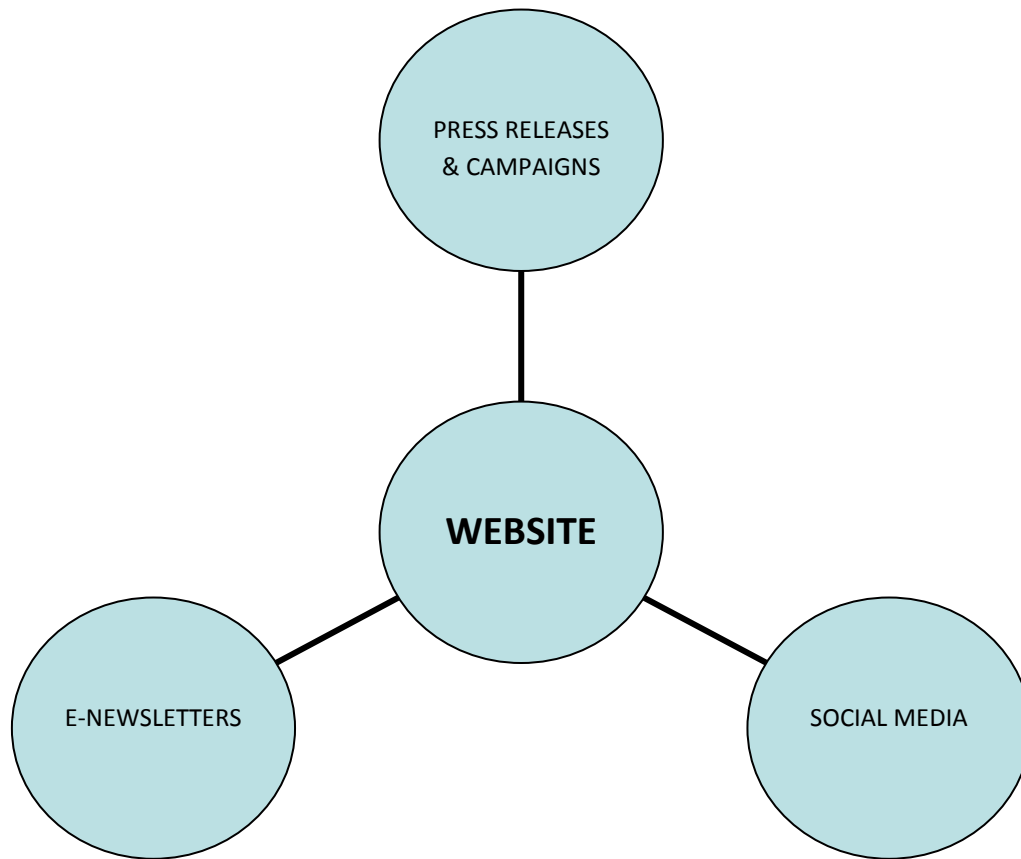 PRESS RELEASES
& CAMPAIGNS
WEBSITE
E-NEWSLETTERS
SOCIAL MEDIA